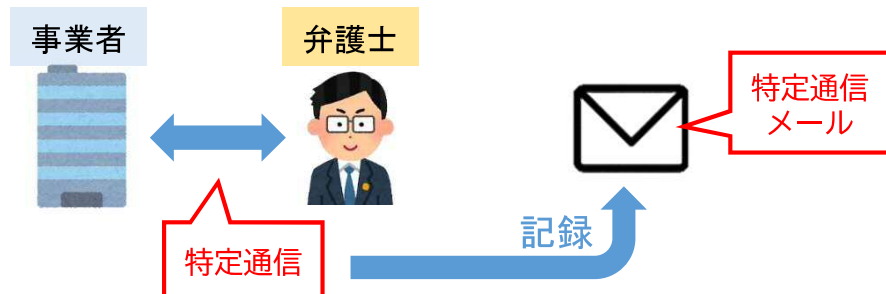 事業者
弁護士
特定通信
メール
記録
特定通信